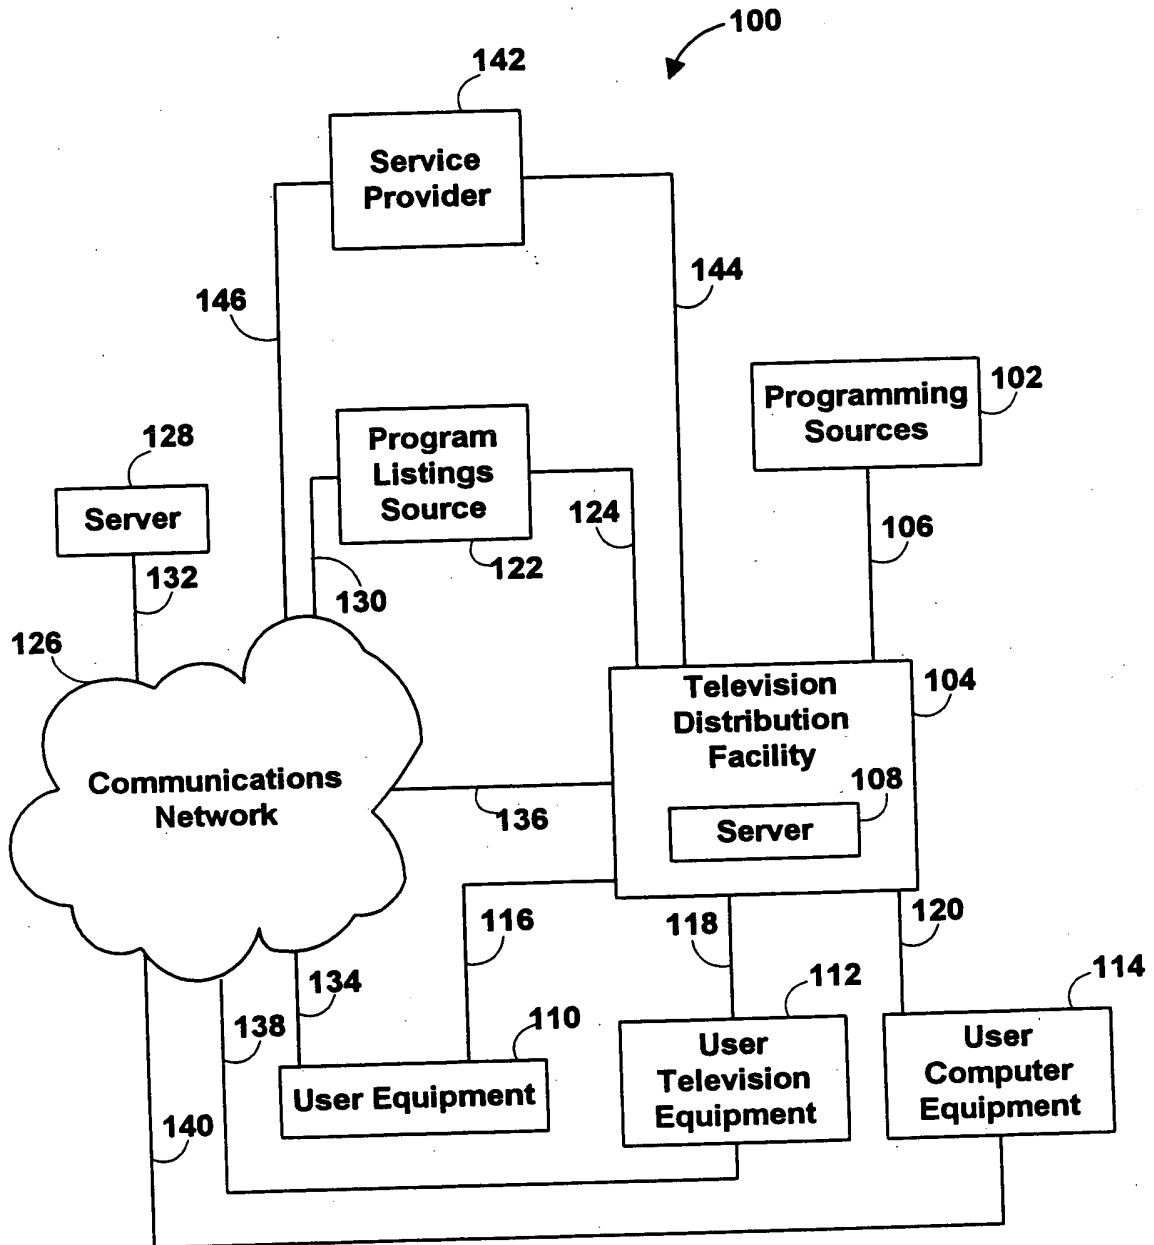 100
142
Service
Provider
146
144
Programming
Sources
102
128
Server
Program
Listings
Source
124
106
132
130
122
126
Television
Distribution
Facility
104
Communications
Network
108
Server
136
116
118
120
134
138
110
112
114
User Equipment
User
Television
Equipment
User
Computer
Equipment
140